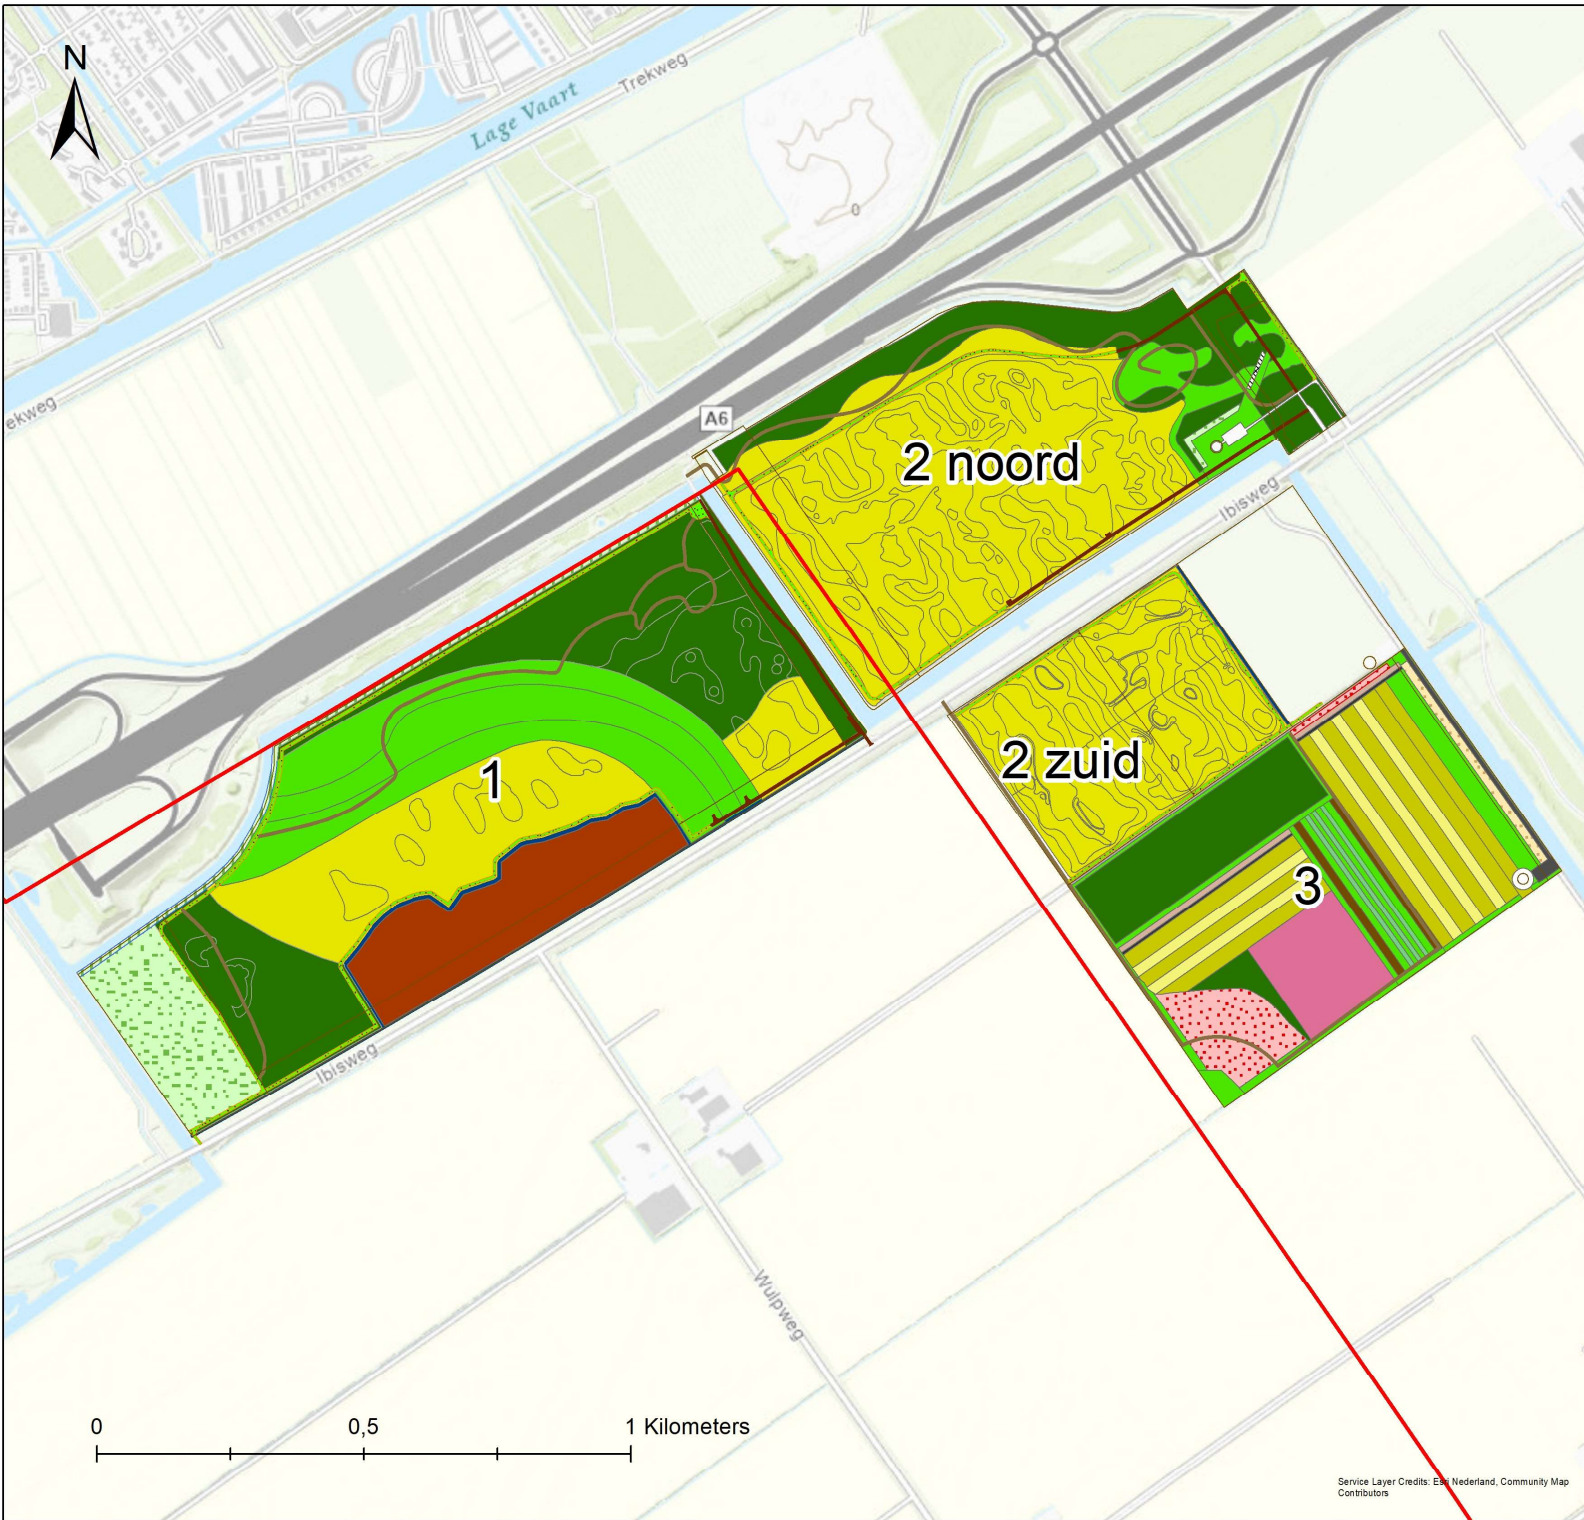 N
Lage Vaart
Trekweg
ekweg
A6
2 noord
Ibisweg
2 zuid
1
3
Ibisweg
Wulpweg
0 0,5 1 Kilometers
Service Layer Credits: Esri Nederland, Community Map
Contributors